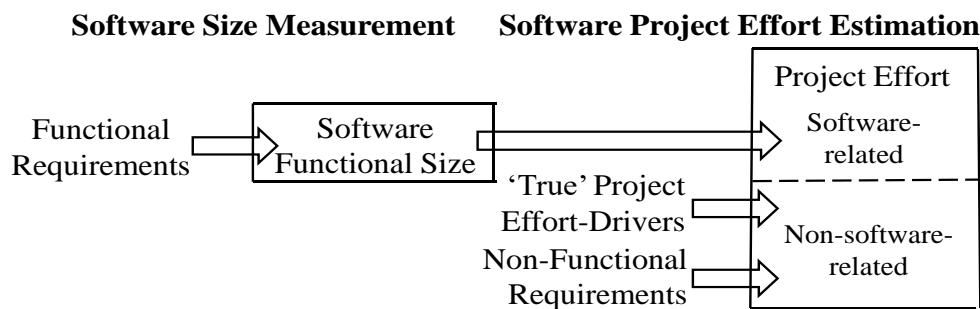 Software Size Measurement
Software Project Effort Estimation
Project Effort
Functional
Requirements
Software
Functional Size
Software-
related
‘True’ Project
Effort-Drivers
Non-Functional
Requirements
Non-software-
related